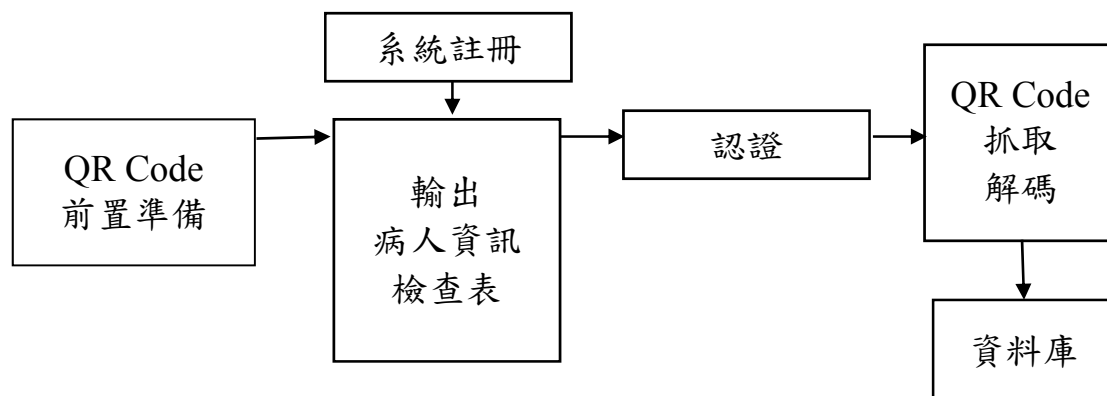 系統註冊
QR Code
前置準備
輸出
病人資訊
檢查表
認證
QR Code
抓取
解碼
資料庫